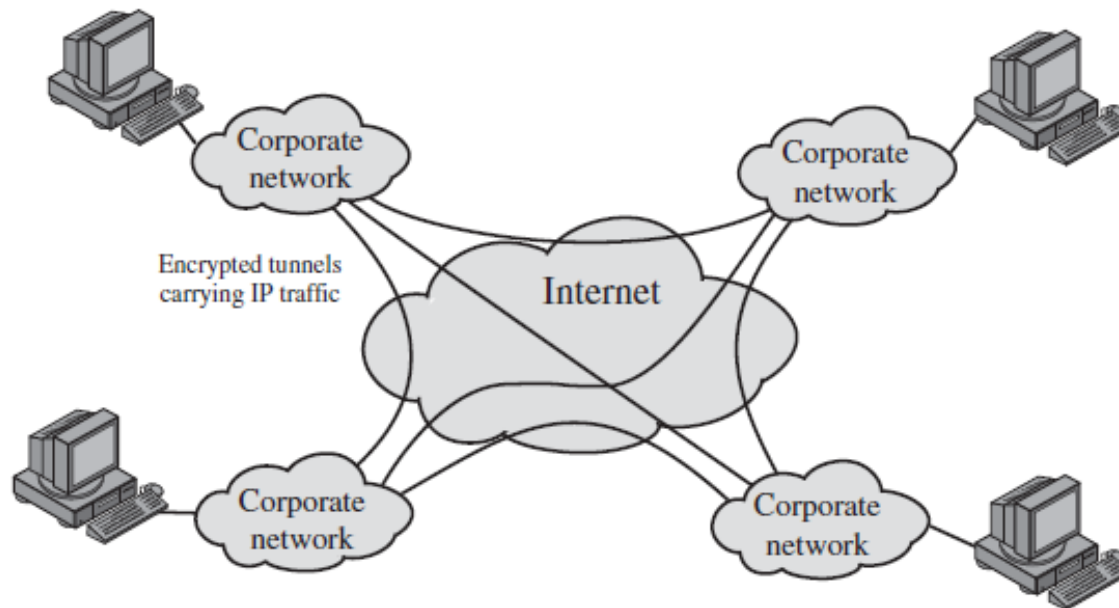 Corporate
network
Corporate
network
Encrypted tunnels
carrying IP traffic
Internet
Corporate
network
Corporate
network